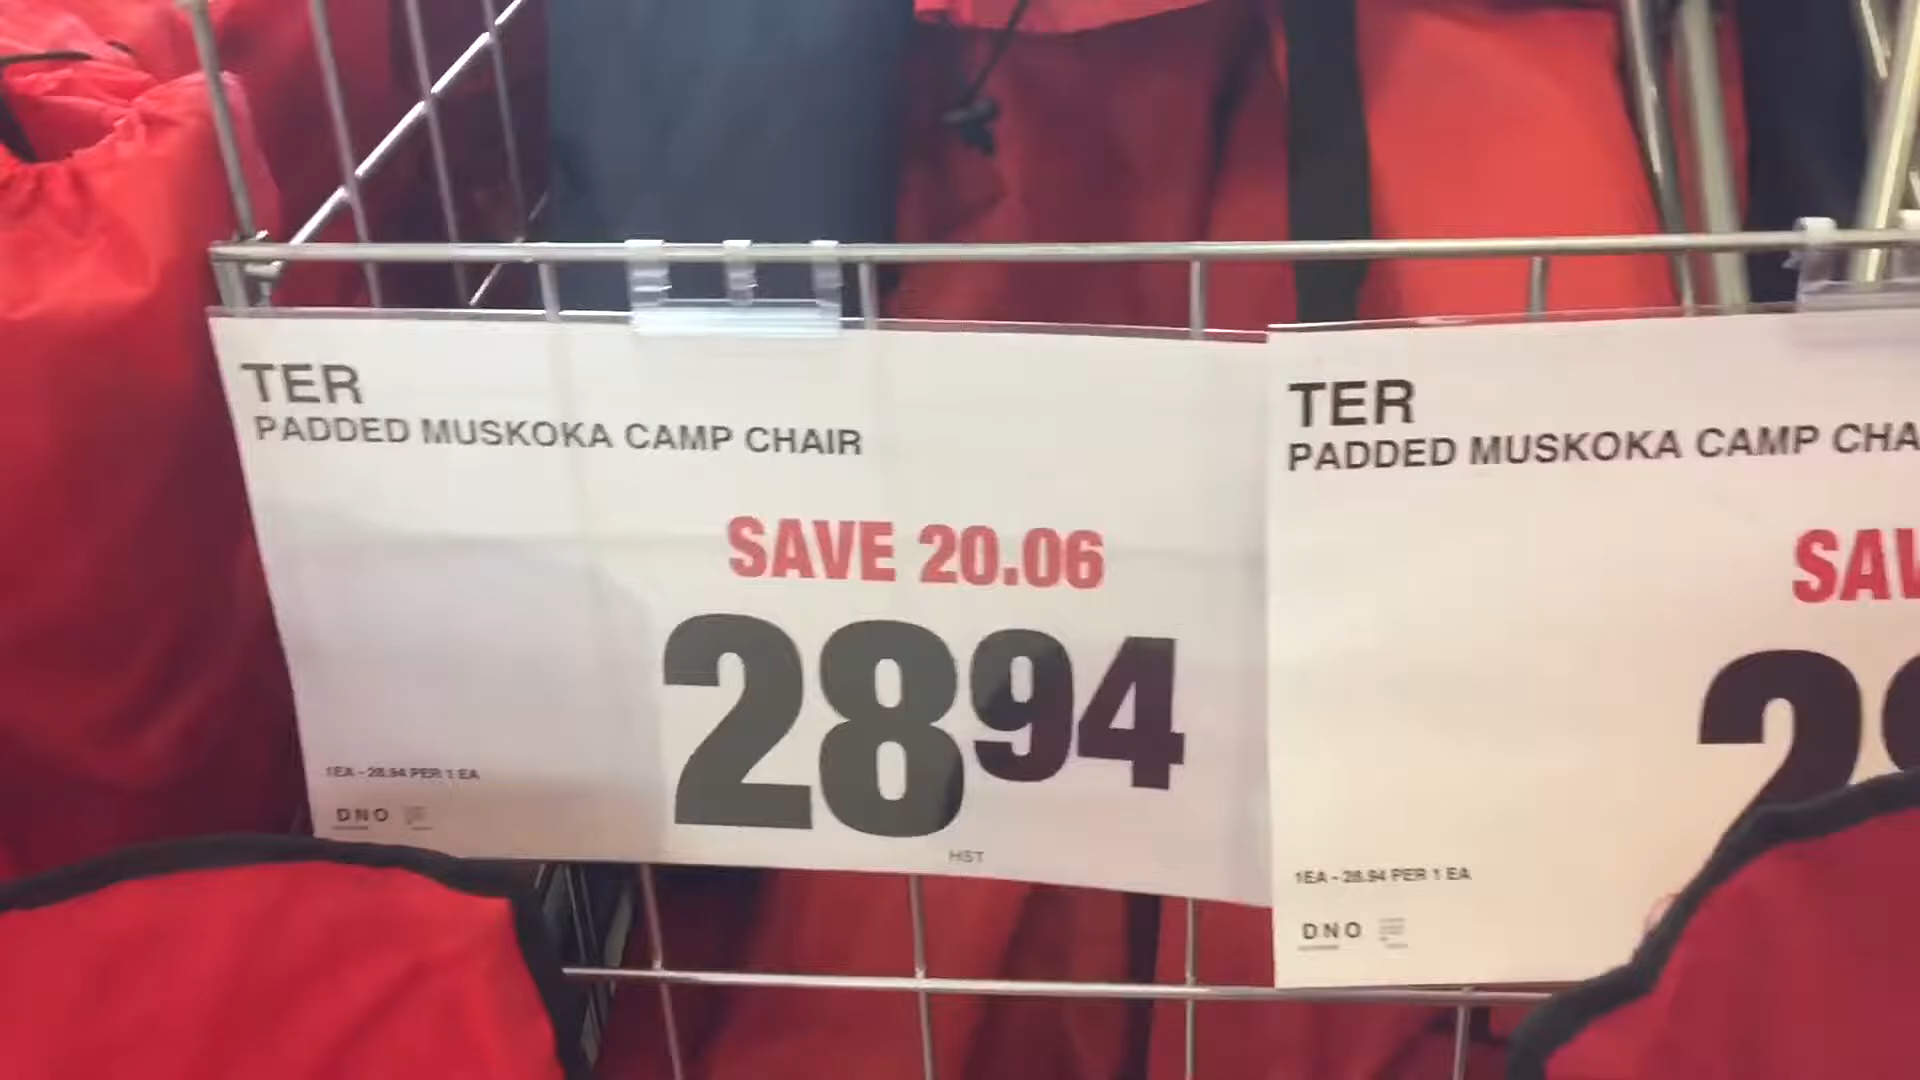 TER
PADDED MUSKOKA CAMP CHAIR
SAVE 20.06
2894
1EA - 28.94 PER 1 EA
DNO
HST
TER
PADDED MUSKOKA CAMP CHA
SAV
2
1EA - 28.94 PER 1 EA
DNO